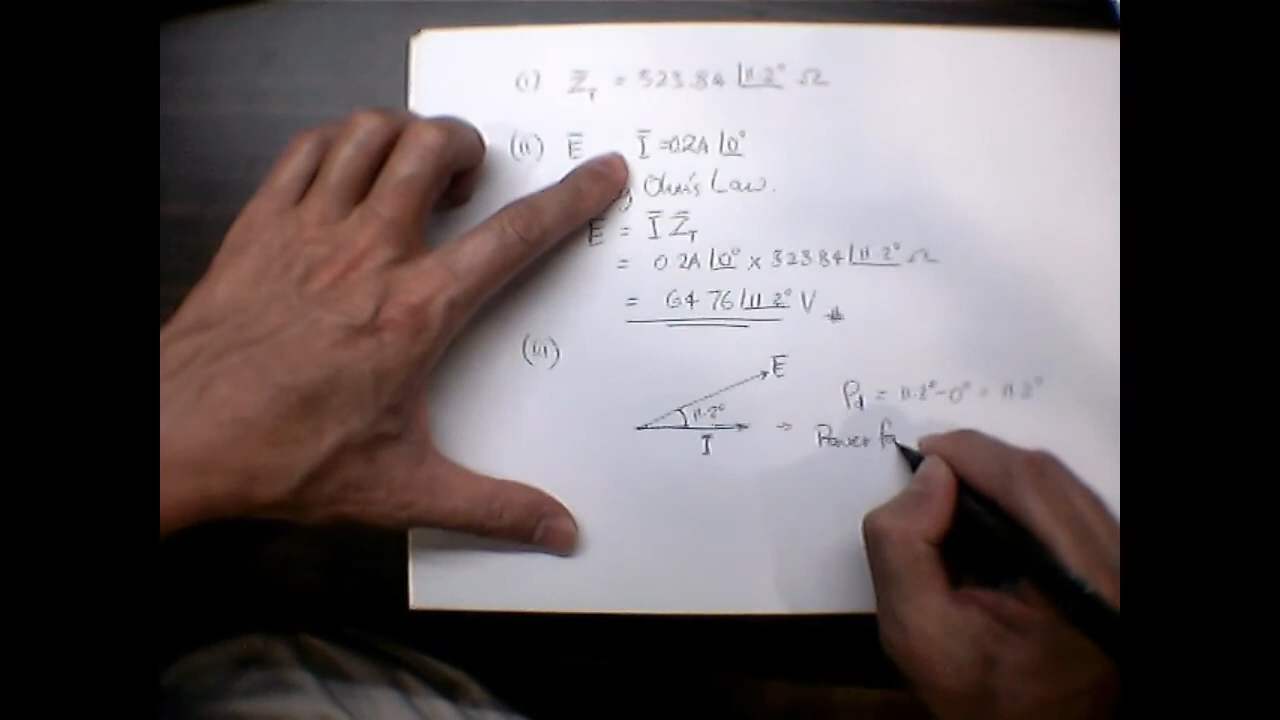 (i) Z̄T = 323.84 ∠11.2° Ω
(ii) Ē Ī = 0.2A ∠0°
Ohm's Law.
Ē = Ī Z̄T
= 0.2A ∠0° × 323.84 ∠11.2° Ω
= 64.76 ∠11.2° V
(iii)
Ē
11.2°
Ī
Pd = 11.2° - 0° = 11.2°
⇒ Power fa